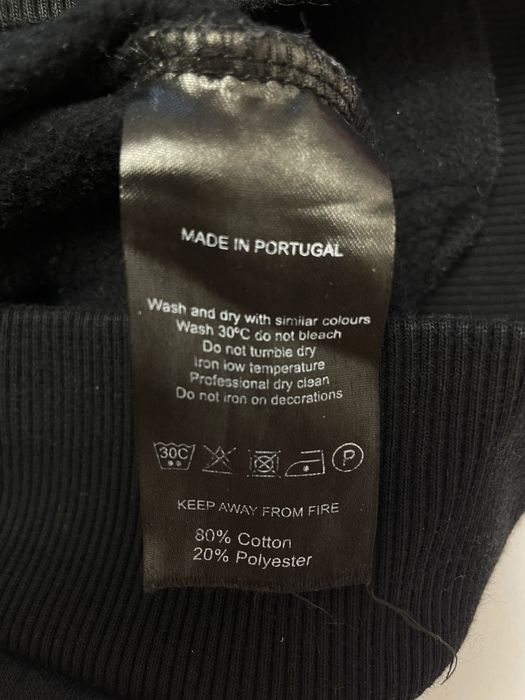 MADE IN PORTUGAL
Wash and dry with similar colours
Wash 30ºC do not bleach
Do not tumble dry
Iron low temperature
Professional dry clean
Do not iron on decorations
30C
P
KEEP AWAY FROM FIRE
80% Cotton
20% Polyester